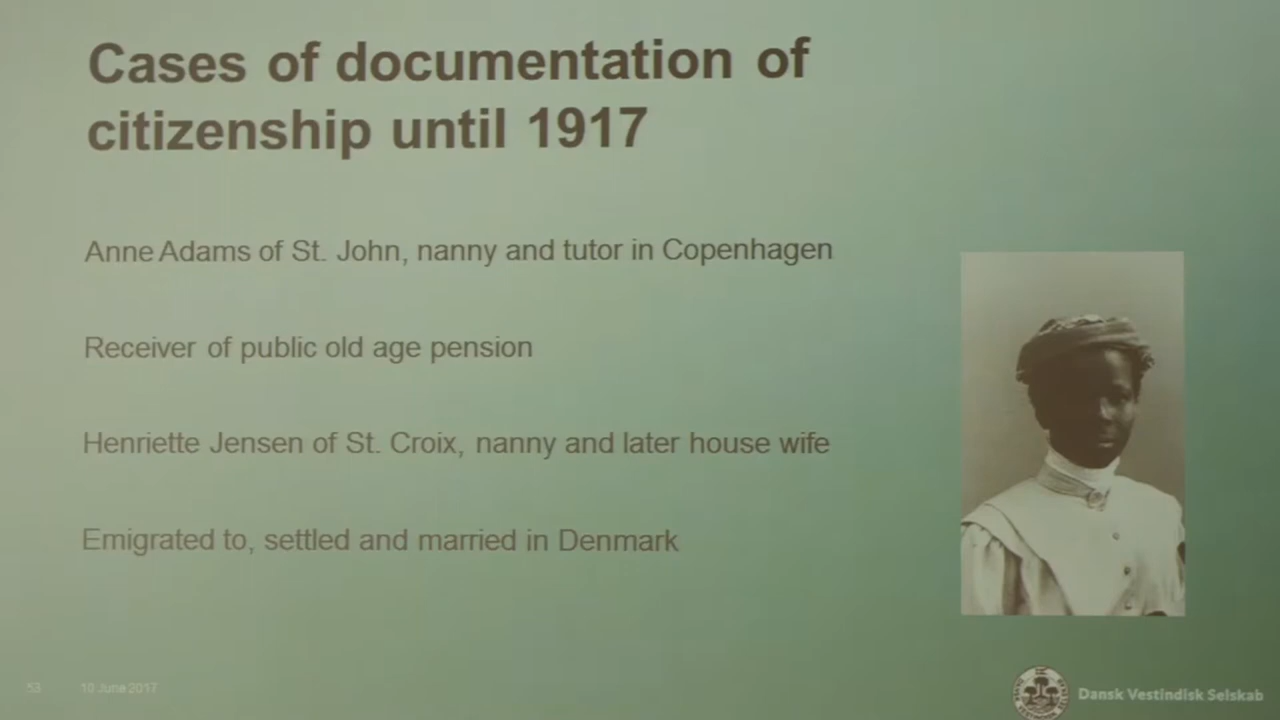 Cases of documentation of
citizenship until 1917
Anne Adams of St. John, nanny and tutor in Copenhagen
Receiver of public old age pension
Henriette Jensen of St. Croix, nanny and later house wife
Emigrated to, settled and married in Denmark
53
10 June 2017
Dansk Vestindisk Selskab